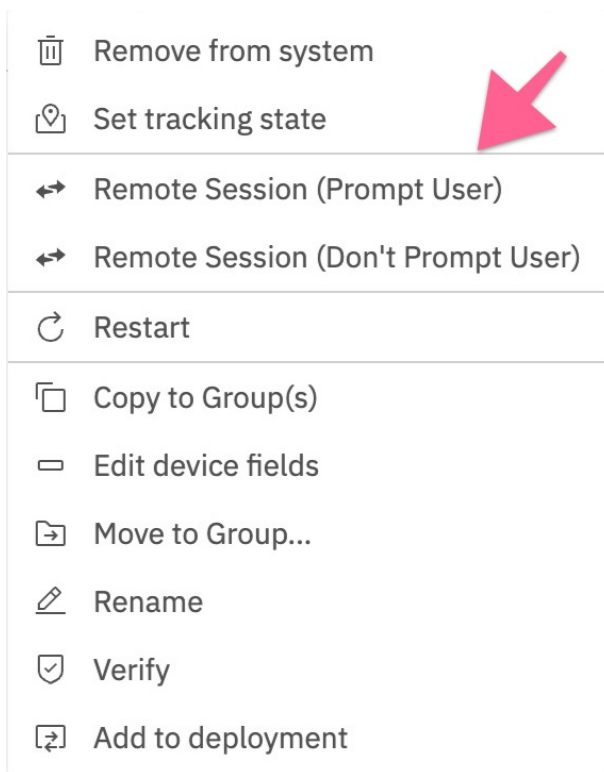 Remove from system
Set tracking state
Remote Session (Prompt User)
Remote Session (Don't Prompt User)
Restart
Copy to Group(s)
Edit device fields
Move to Group...
Rename
Verify
Add to deployment